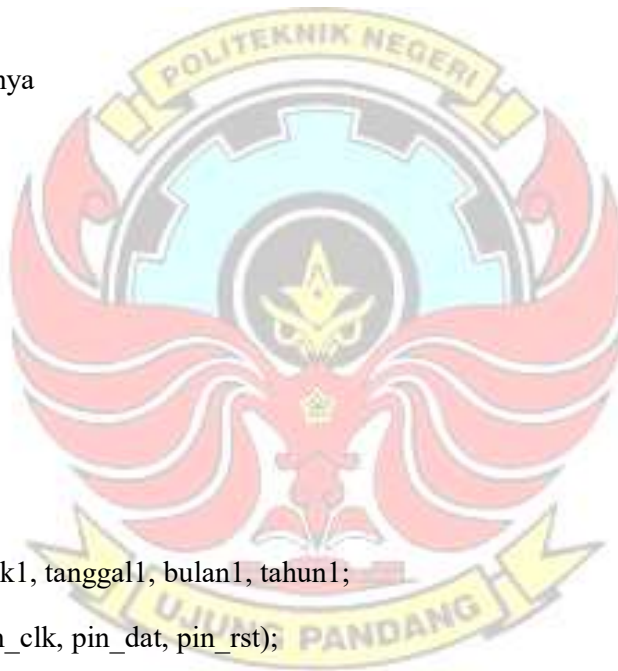 POLITEKNIK NEGERI
nya
k1, tanggal1, bulan1, tahun1;
_clk, pin_dat, pin_rst);
UJUNG PANDANG